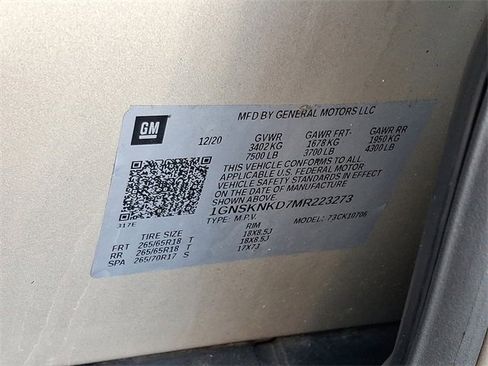 MFD BY GENERAL MOTORS LLC
GM
12/20 GVWR GAWR FRT- GAWR RR
3402 KG 1678 KG 1950 KG
7500 LB 3700 LB 4300 LB
THIS VEHICLE CONFORMS TO ALL
APPLICABLE U.S. FEDERAL MOTOR
VEHICLE SAFETY STANDARDS IN
EFFECT ON THE DATE OF MANUFACTURE
SHOWN ABOVE
1GNSKNKD7MR223273
317E
TYPE: M.P.V. MODEL: 73CK10706
TIRE SIZE RIM
FRT 265/65R18 T 18X8.5J
RR 265/65R18 T 18X8.5J
SPA 265/70R17 S 17X7J